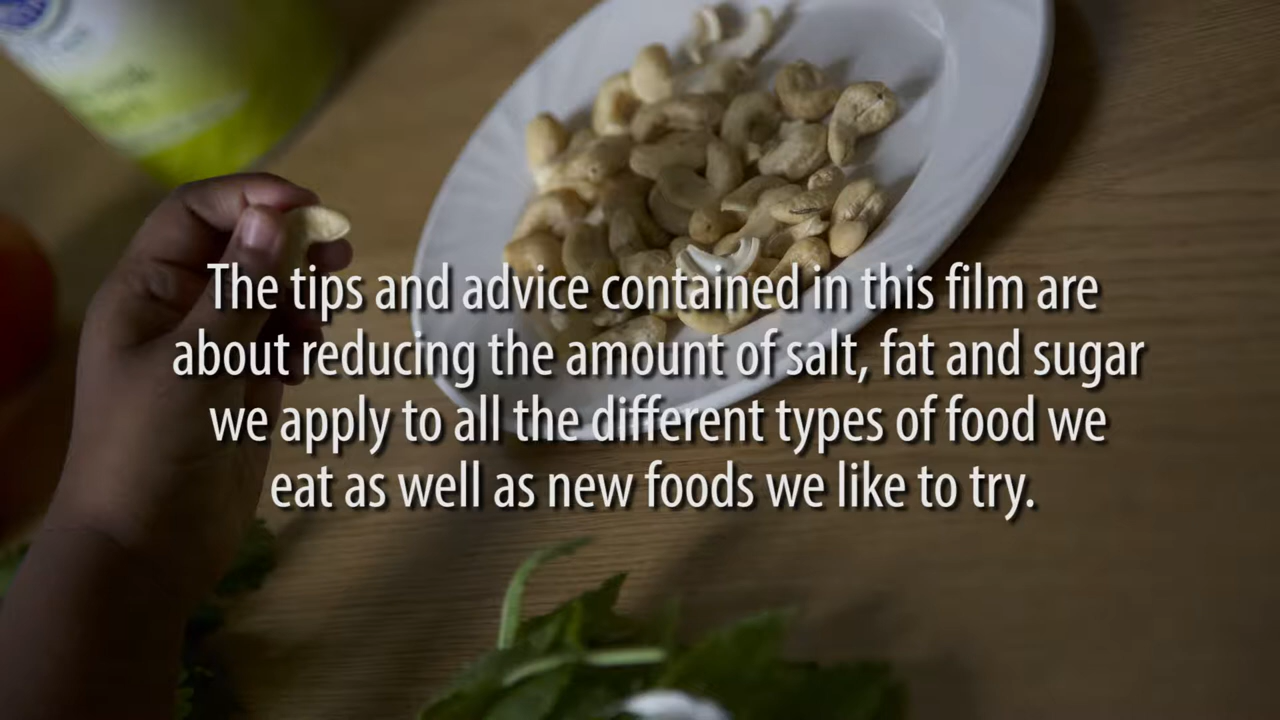 The tips and advice contained in this film are
about reducing the amount of salt, fat and sugar
we apply to all the different types of food we
eat as well as new foods we like to try.